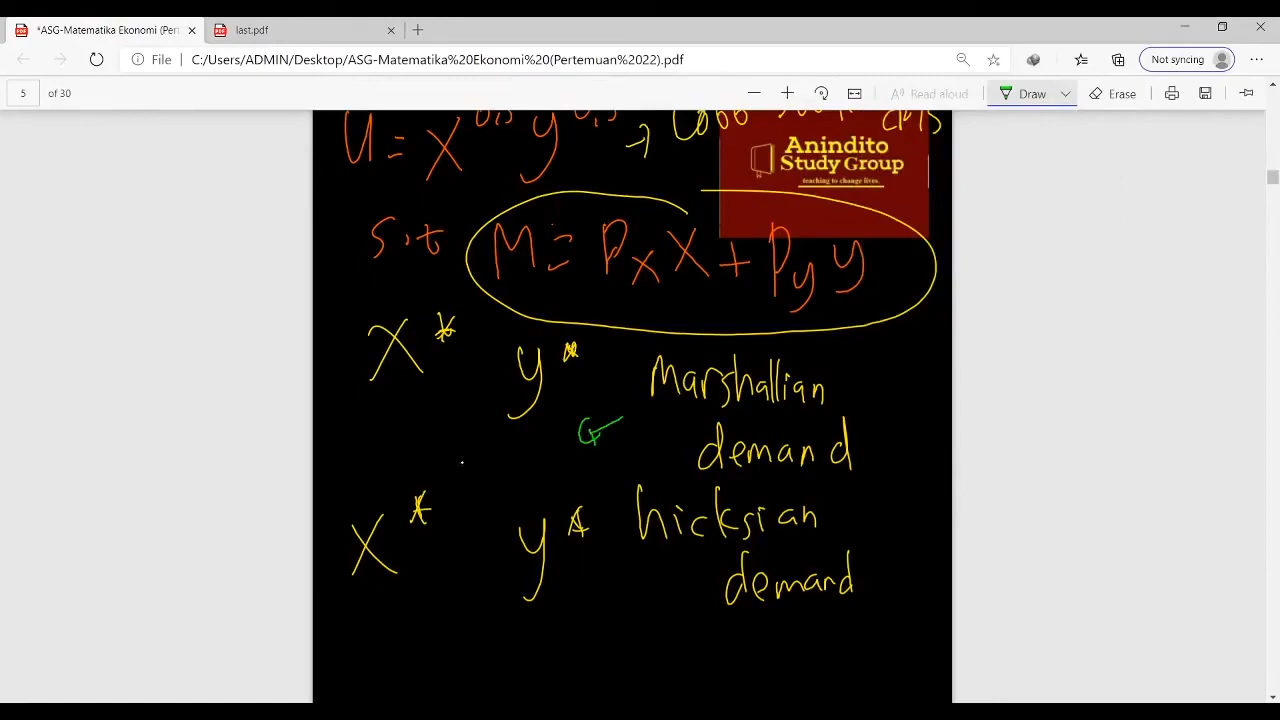 *ASG-Matematika Ekonomi (Pert
last.pdf
File C:/Users/ADMIN/Desktop/ASG-Matematika%20Ekonomi%20(Pertemuan%2022).pdf
Not syncing
5 of 30
Read aloud
Draw
Erase
U = X y →
Anindito
Study Group
teaching to change lives.
S.t M = PxX + Pyy
X* y* Marshallian
demand
X* y* hicksian
demand